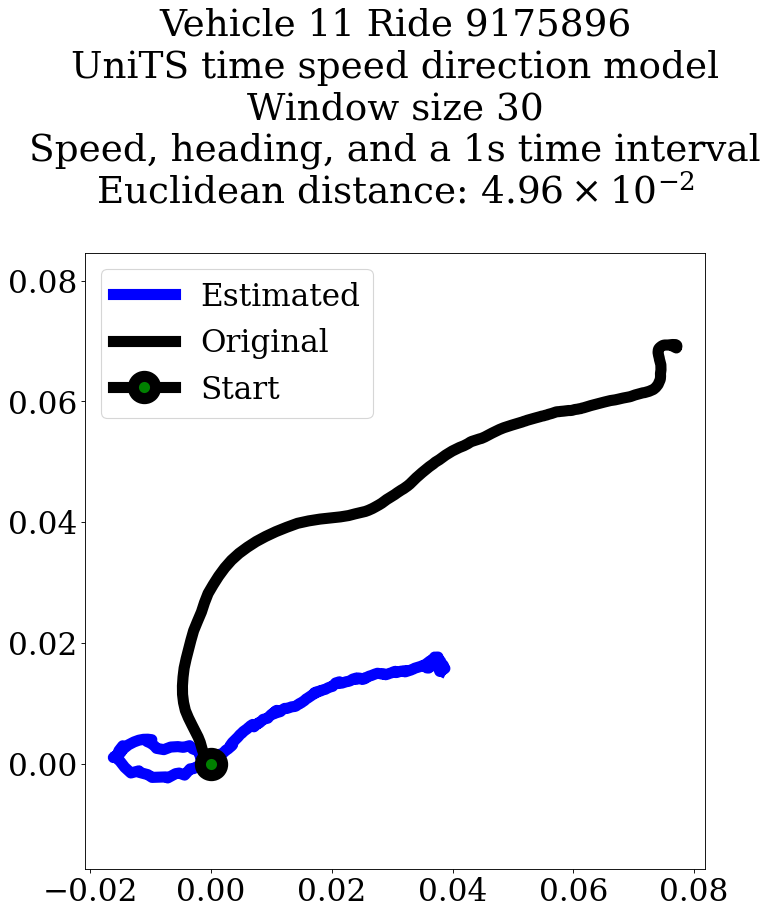 Vehicle 11 Ride 9175896
UniTS time speed direction model
Window size 30
Speed, heading, and a 1s time interval
Euclidean distance: 4.96 × 10⁻²
0.08
0.06
0.04
0.02
0.00
Estimated
Original
Start
−0.02 0.00 0.02 0.04 0.06 0.08